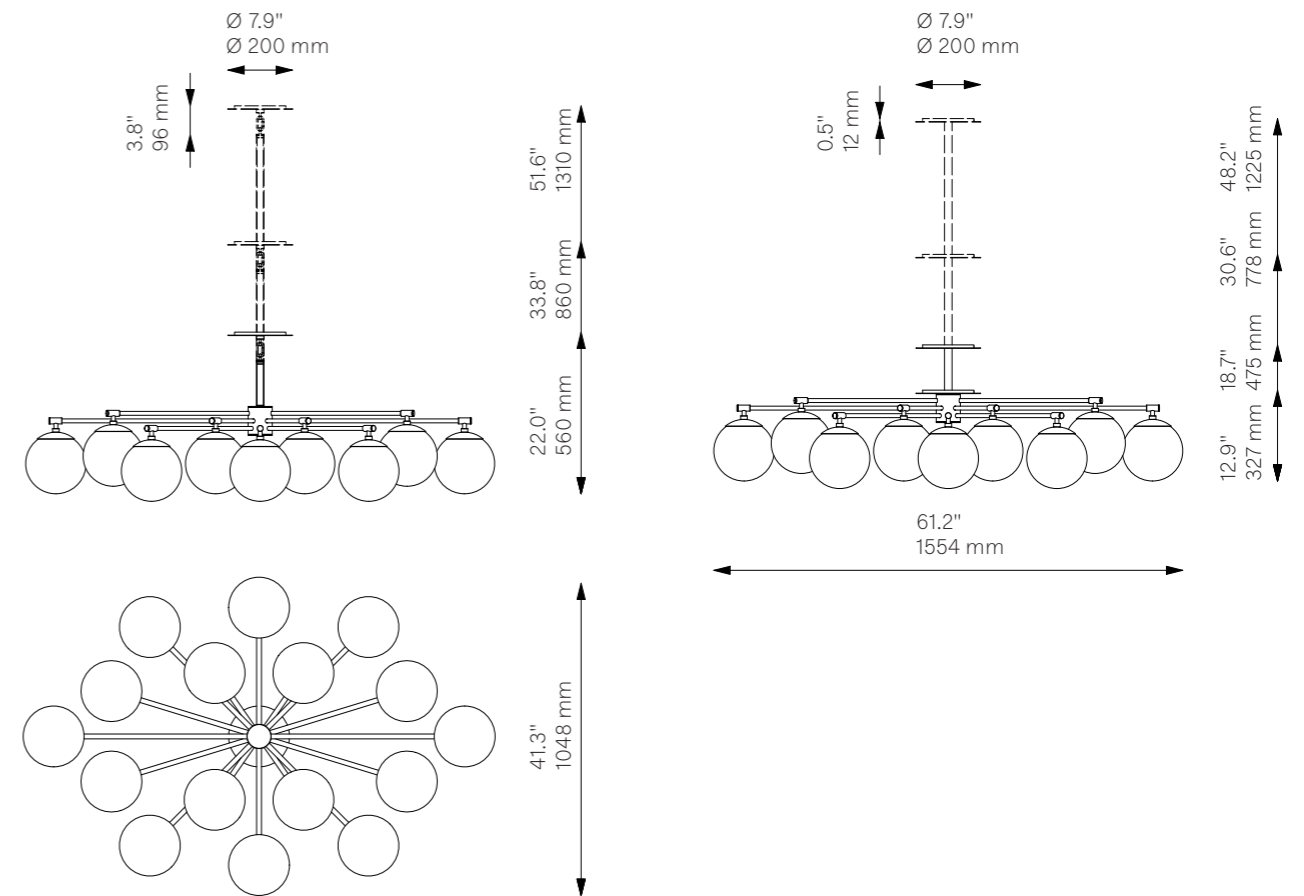 Ø 7.9"
Ø 200 mm
3.8"
96 mm
51.6"
1310 mm
33.8"
860 mm
22.0"
560 mm
Ø 7.9"
Ø 200 mm
0.5"
12 mm
48.2"
1225 mm
30.6"
778 mm
18.7"
475 mm
12.9"
327 mm
61.2"
1554 mm
41.3"
1048 mm